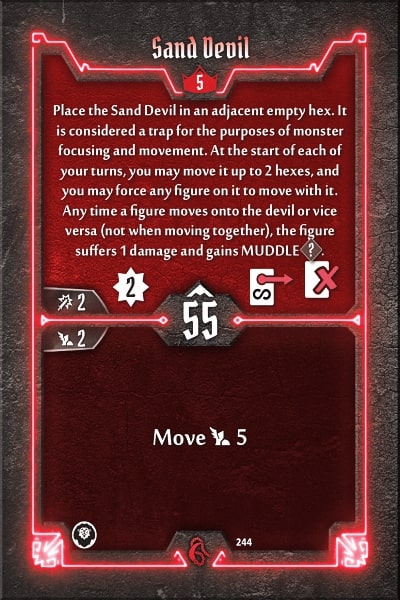 Sand Devil
5
Place the Sand Devil in an adjacent empty hex. It
is considered a trap for the purposes of monster
focusing and movement. At the start of each of
your turns, you may move it up to 2 hexes, and
you may force any figure on it to move with it.
Any time a figure moves onto the devil or vice
versa (not when moving together), the figure
suffers 1 damage and gains MUDDLE ?.
2
2
55
2
Move 5
244